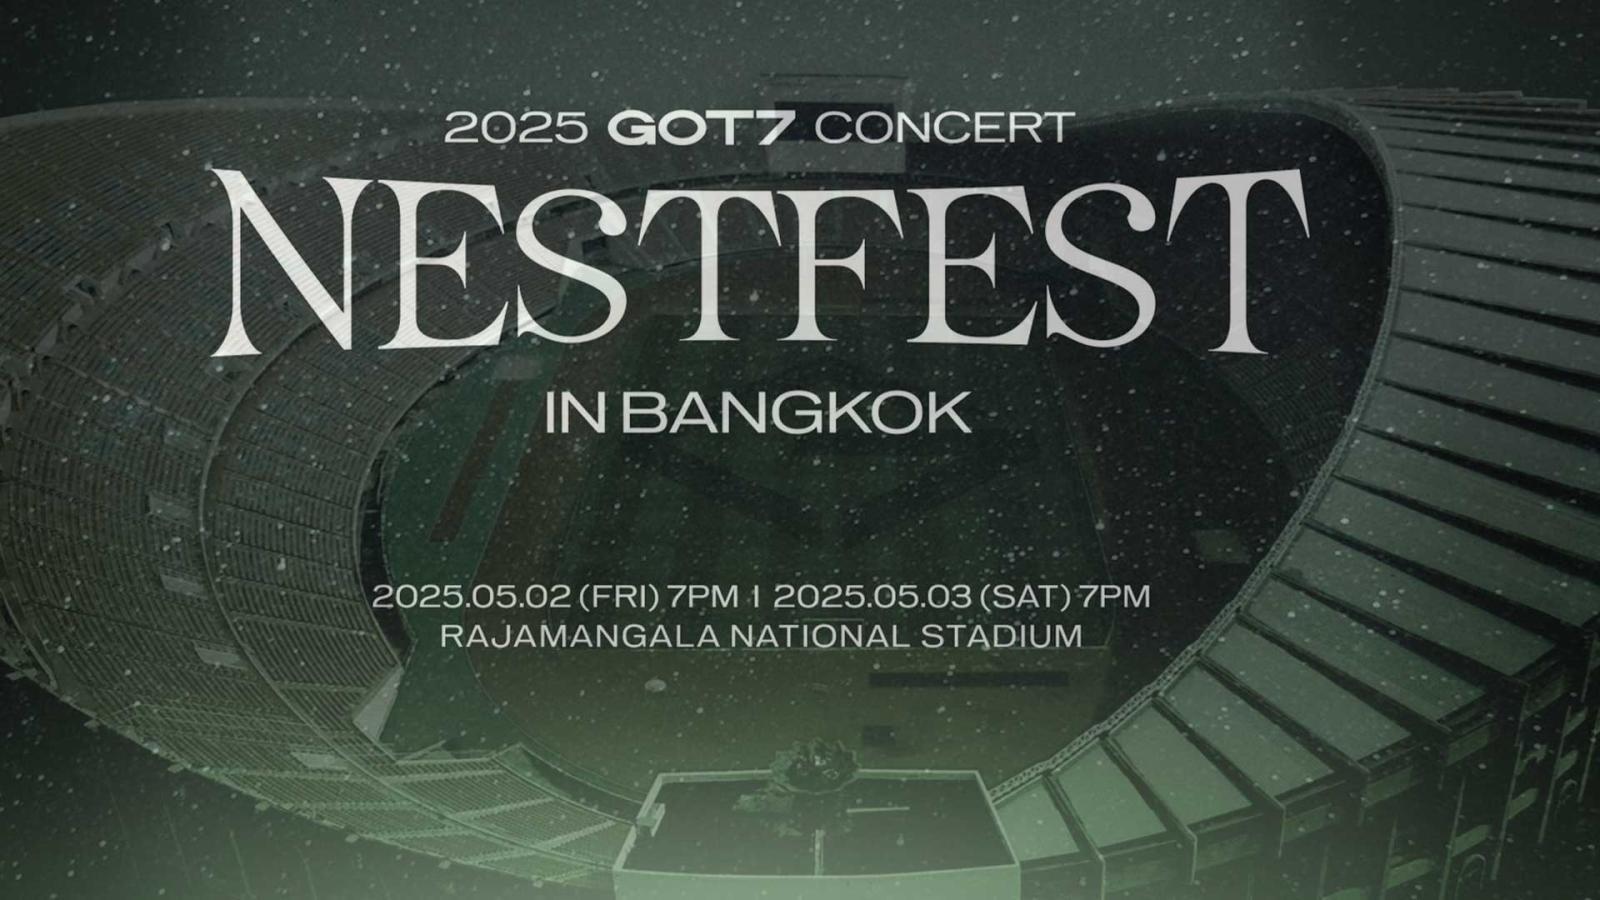 2025 GOT7 CONCERT
NESTFEST
IN BANGKOK
2025.05.02 (FRI) 7PM | 2025.05.03 (SAT) 7PM
RAJAMANGALA NATIONAL STADIUM